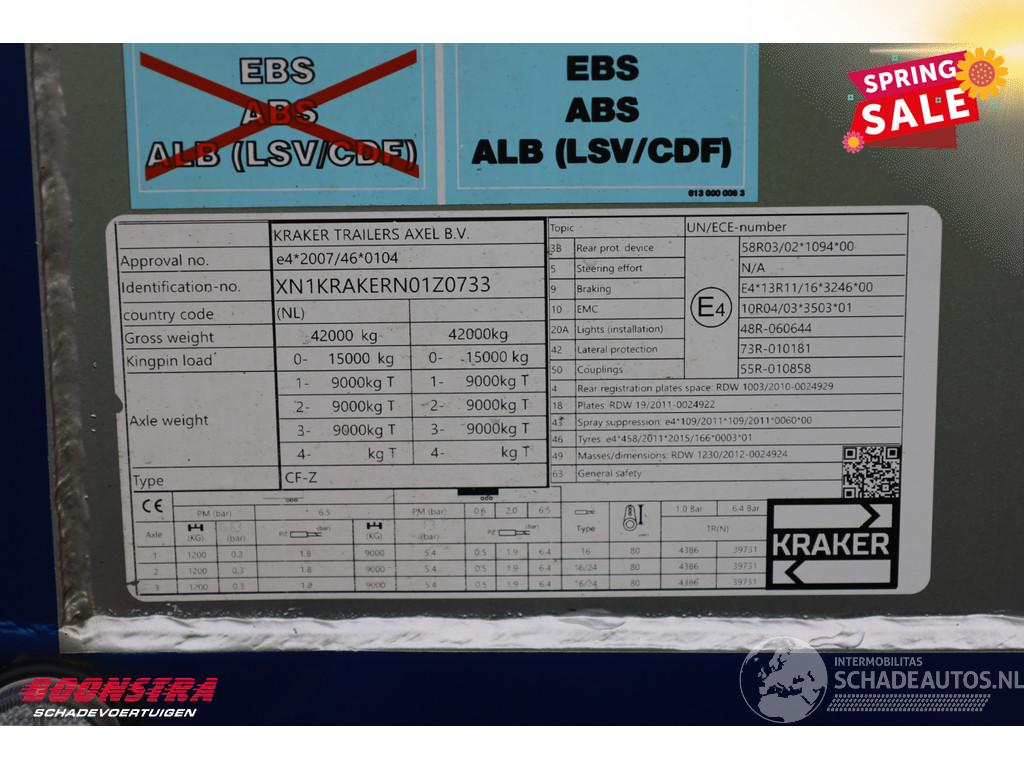 SPRING
SALE
EBS
ABS
ALB (LSV/CDF)
EBS
ABS
ALB (LSV/CDF)
613 000 008 3
KRAKER TRAILERS AXEL B.V.
Approval no. e4*2007/46*0104
Identification-no. XN1KRAKERN01Z0733
country code (NL)
Gross weight 42000 kg 42000kg
Kingpin load 0- 15000 kg 0- 15000 kg
Axle weight
1- 9000kg T 1- 9000kg T
2- 9000kg T 2- 9000kg T
3- 9000kg T 3- 9000kg T
4- kg T 4- kg T
Type CF-Z
Topic UN/ECE-number
3B Rear prot. device 58R03/02*1094*00
5 Steering effort N/A
9 Braking E4*13R11/16*3246*00
10 EMC E4 10R04/03*3503*01
20A Lights (installation) 48R-060644
42 Lateral protection 73R-010181
50 Couplings 55R-010858
4 Rear registration plates space: RDW 1003/2010-0024929
18 Plates: RDW 19/2011-0024922
43 Spray suppression: e4*109/2011*109/2011*0060*00
46 Tyres: e4*458/2011*2015/166*0003*01
49 Masses/dimensions: RDW 1230/2012-0024924
63 General safety
CE PM (bar) 6.5 PM (bar) 0.6 2.0 6.5 Type 1.0 Bar 6.4 Bar
Axle (KG) (bar) PZ (bar) (KG) (bar) PZ (bar) TR(N)
1 1200 0.3 1.8 9000 5.4 0.5 1.9 6.4 16 80 4386 39731
2 1200 0.3 1.8 9000 5.4 0.5 1.9 6.4 16/24 80 4386 39731
3 1200 0.3 1.8 9000 5.4 0.5 1.9 6.4 16/24 80 4386 39731
KRAKER
BOONSTRA
SCHADEVOERTUIGEN
INTERMOBILITAS
SCHADEAUTOS.NL